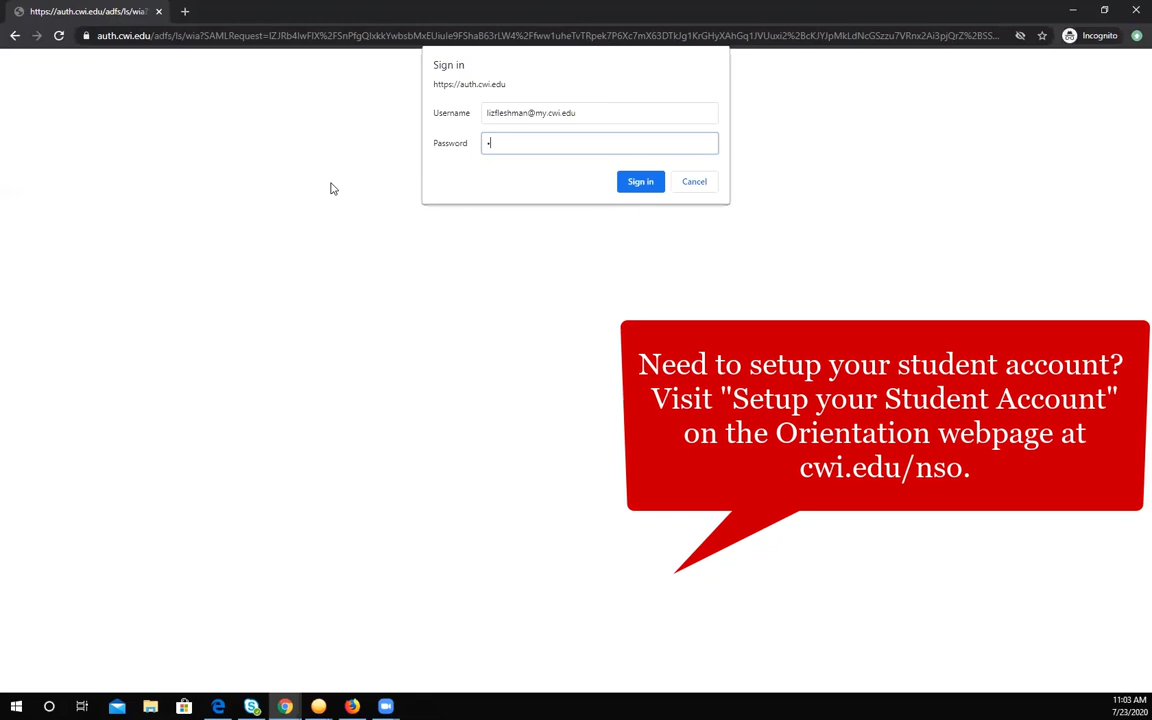 https://auth.cwi.edu/adfs/ls/wia?
Incognito
Sign in
https://auth.cwi.edu
Username
lizfleshman@my.cwi.edu
Password
Sign in
Cancel
Need to setup your student account?
Visit "Setup your Student Account"
on the Orientation webpage at
cwi.edu/nso.
11:03 AM
7/23/2020